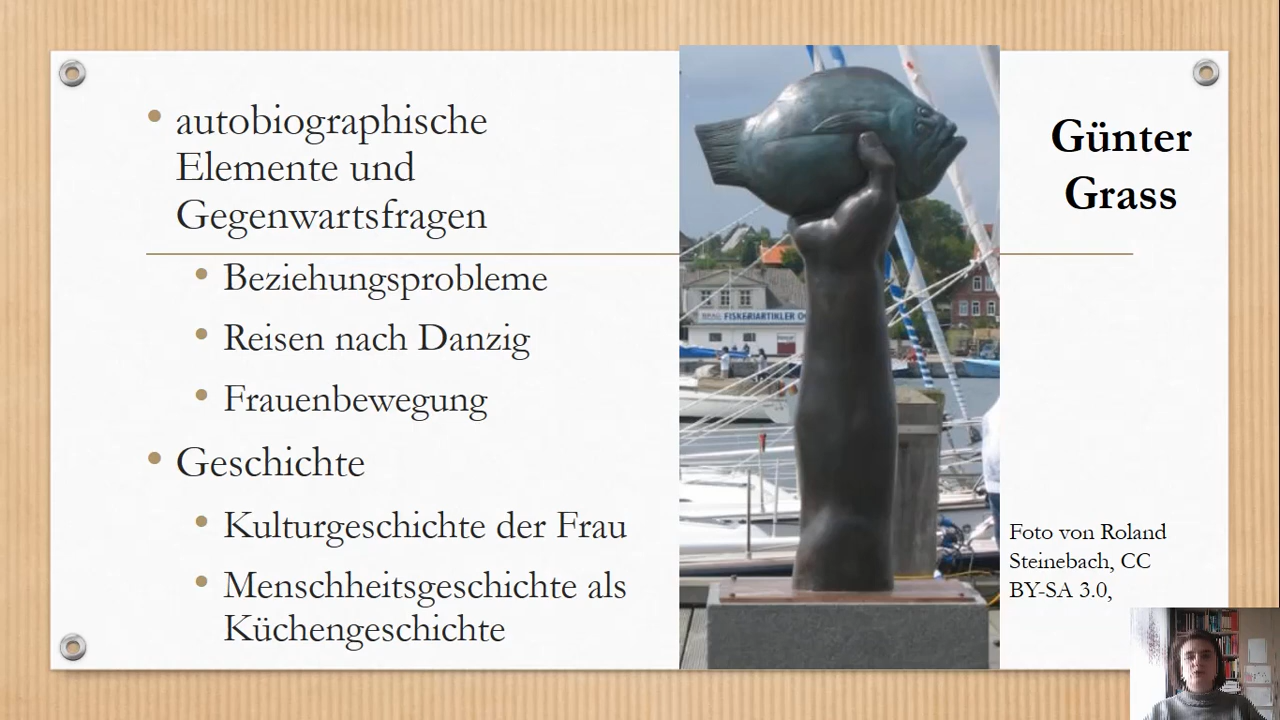 autobiographische
Elemente und
Gegenwartsfragen
Beziehungsprobleme
Reisen nach Danzig
Frauenbewegung
Geschichte
Kulturgeschichte der Frau
Menschheitsgeschichte als
Küchengeschichte
FISKERIARTIKLER
Günter
Grass
Foto von Roland
Steinebach, CC
BY-SA 3.0,